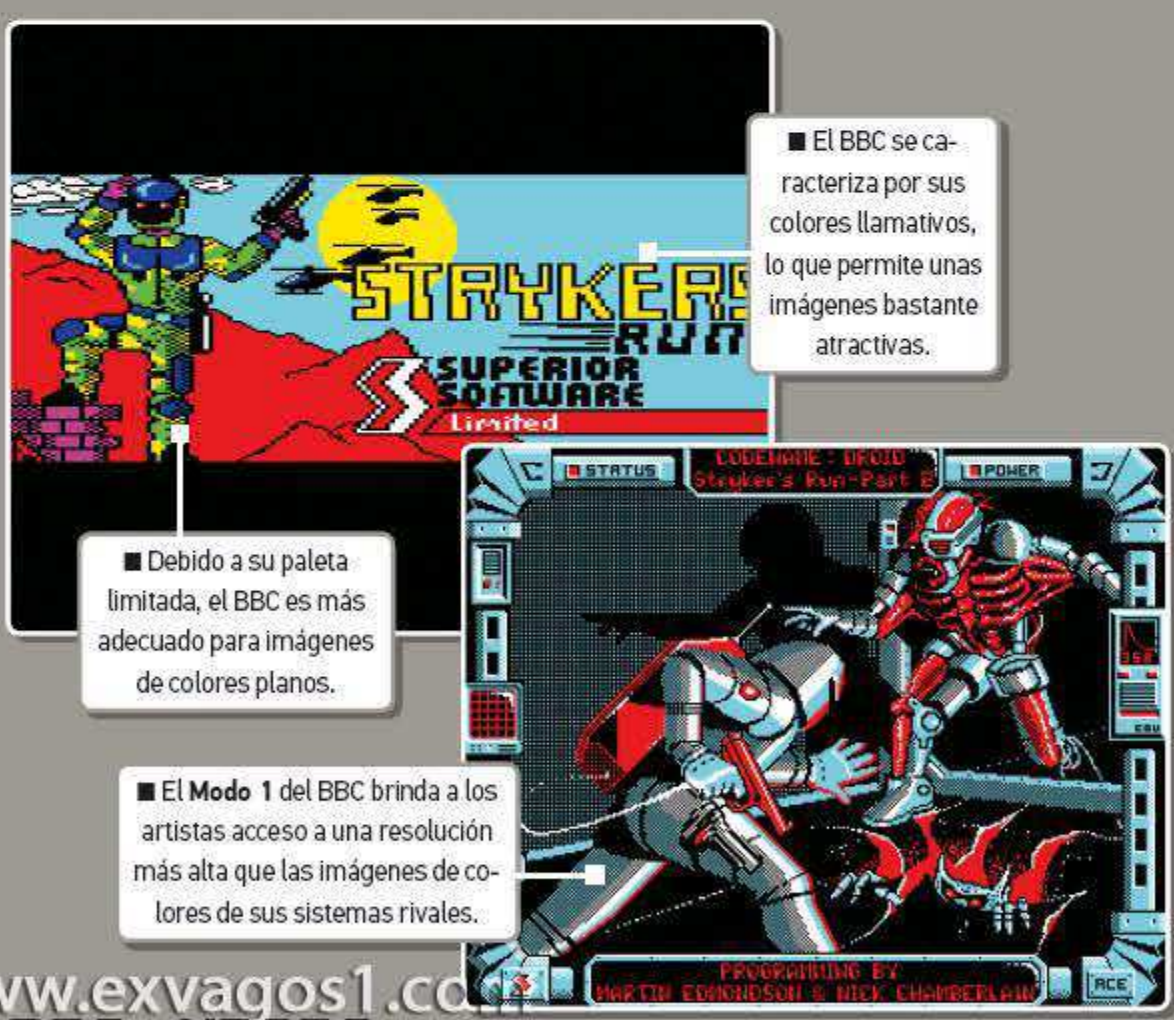 ■ El BBC se ca-
racteriza por sus
colores llamativos,
lo que permite unas
imágenes bastante
atractivas.
STRYKERS
RUN
SUPERIOR
SOFTWARE
Limited
■ Debido a su paleta
limitada, el BBC es más
adecuado para imágenes
de colores planos.
STATUS
CODENAME: DROID
Stryker's Run-Part 2
POWER
■ El Modo 1 del BBC brinda a los
artistas acceso a una resolución
más alta que las imágenes de co-
lores de sus sistemas rivales.
PROGRAMMING BY
MARTIN EDMONDSON & NICK CHAMBERLAIN
ACE
ww.exvagos1.com